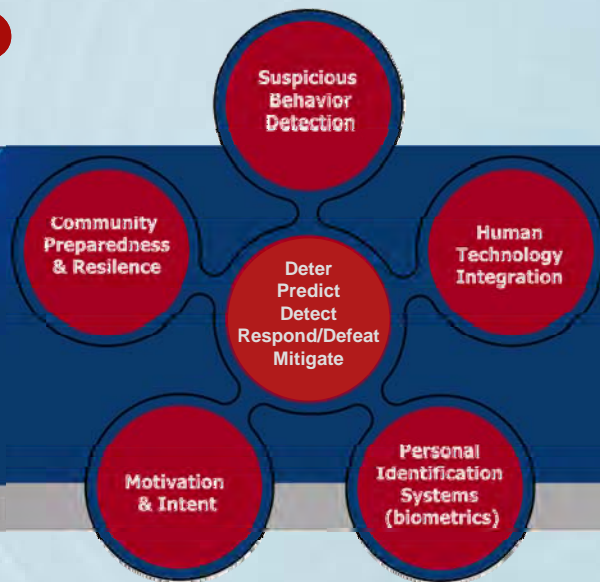 Suspicious
Behavior
Detection
Community
Preparedness
& Resilence
Human
Technology
Integration
Deter
Predict
Detect
Respond/Defeat
Mitigate
Motivation
& Intent
Personal
Identification
Systems
(biometrics)